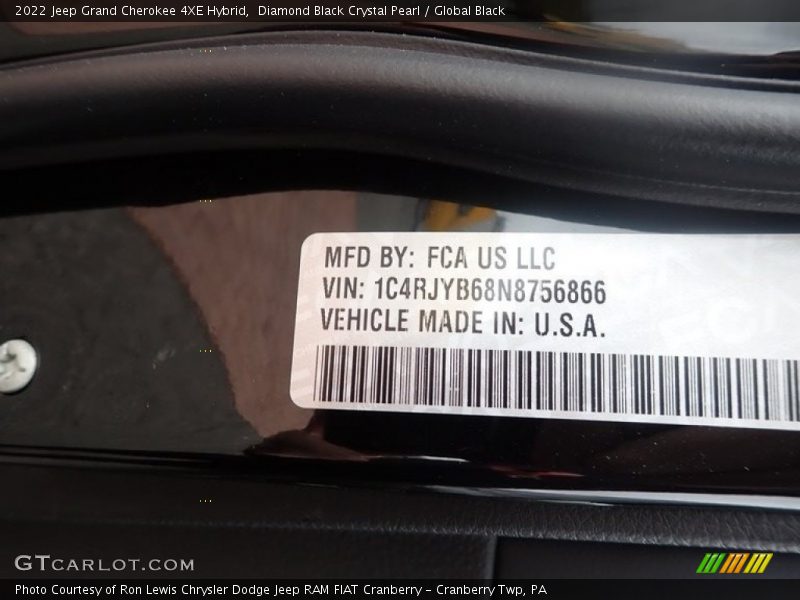 2022 Jeep Grand Cherokee 4XE Hybrid,  Diamond Black Crystal Pearl / Global Black
MFD BY: FCA US LLC
VIN: 1C4RJYB68N8756866
VEHICLE MADE IN: U.S.A.
GTCARLOT.COM
Photo Courtesy of Ron Lewis Chrysler Dodge Jeep RAM FIAT Cranberry - Cranberry Twp, PA